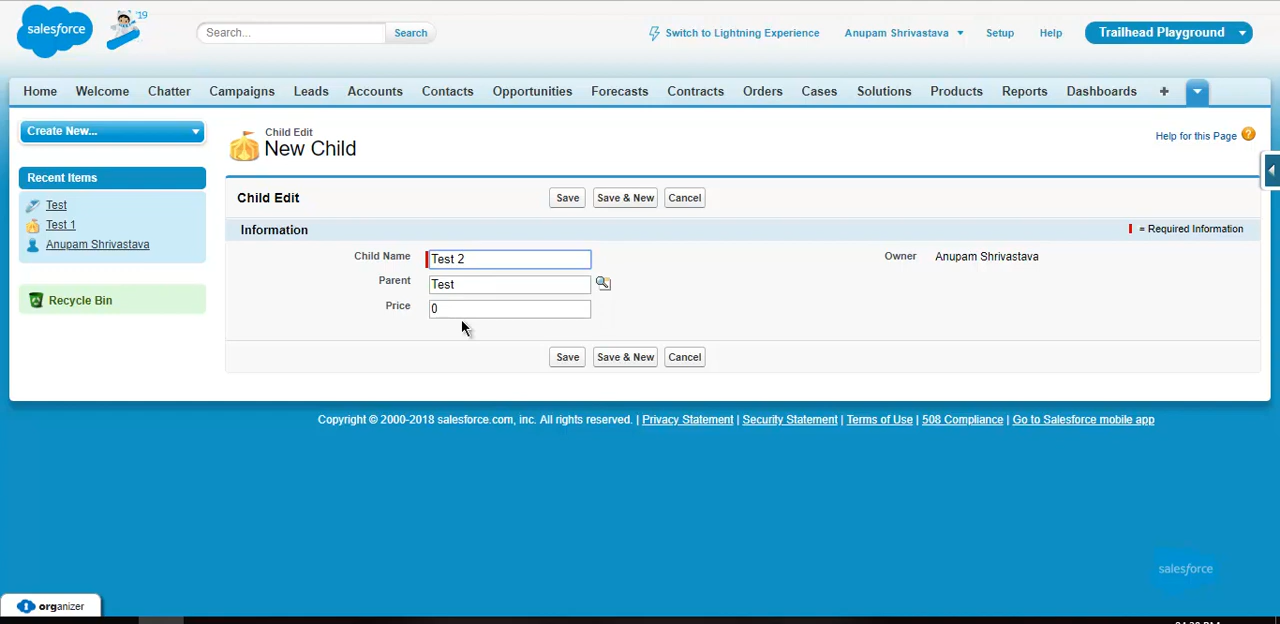 salesforce
'19
Search...
Search
Switch to Lightning Experience
Anupam Shrivastava
Setup
Help
Trailhead Playground
Home
Welcome
Chatter
Campaigns
Leads
Accounts
Contacts
Opportunities
Forecasts
Contracts
Orders
Cases
Solutions
Products
Reports
Dashboards
+
Create New...
Child Edit
New Child
Help for this Page
?
Recent Items
Test
Test 1
Anupam Shrivastava
Recycle Bin
Child Edit
Save
Save & New
Cancel
Information
= Required Information
Child Name
Test 2
Owner
Anupam Shrivastava
Parent
Test
Price
0
Save
Save & New
Cancel
Copyright © 2000-2018 salesforce.com, inc. All rights reserved. | Privacy Statement | Security Statement | Terms of Use | 508 Compliance | Go to Salesforce mobile app
salesforce
organizer